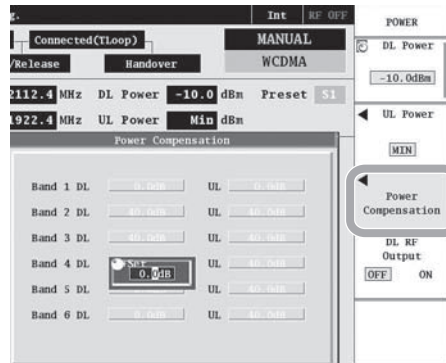 g. Int RF OFF POWER
Connected(TLoop) MANUAL DL Power
/Release Handover WCDMA -10.0dBm
2112.4 MHz DL Power -10.0 dBm Preset S1
1922.4 MHz UL Power Min dBm UL Power
Power Compensation MIN
Band 1 DL 0.0dB UL 0.0dB
Power
Compensation
Band 2 DL 40.0dB UL 40.0dB
Band 3 DL 40.0dB UL 40.0dB
DL RF
Output
Band 4 DL Set UL 40.0dB
0.0dB OFF ON
Band 5 DL UL 40.0dB
Band 6 DL 0.0dB UL 40.0dB